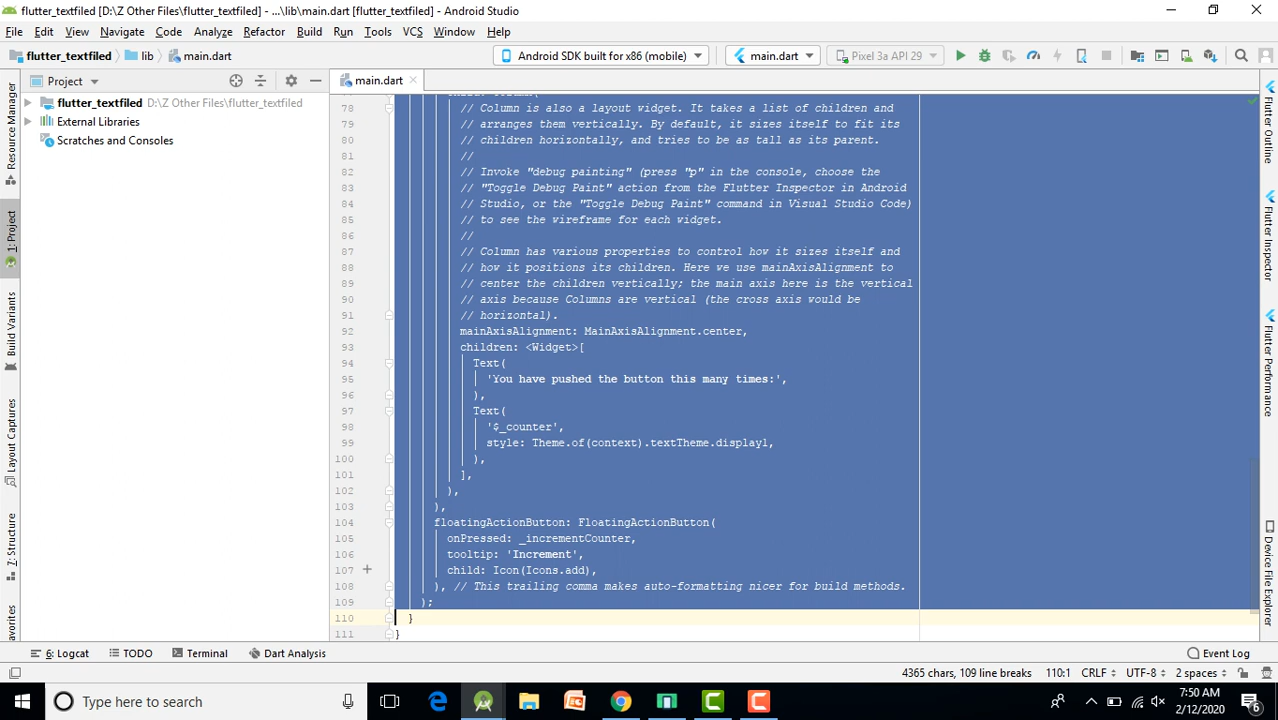 flutter_textfiled [D:\Z Other Files\flutter_textfiled] - ...\lib\main.dart [flutter_textfiled] - Android Studio
File Edit View Navigate Code Analyze Refactor Build Run Tools VCS Window Help
flutter_textfiled lib main.dart Android SDK built for x86 (mobile) main.dart Pixel 3a API 29
Project main.dart
flutter_textfiled D:\Z Other Files\flutter_textfiled
External Libraries
Scratches and Consoles
Resource Manager
1: Project
Build Variants
Layout Captures
7: Structure
avorites
78 // Column is also a layout widget. It takes a list of children and
79 // arranges them vertically. By default, it sizes itself to fit its
80 // children horizontally, and tries to be as tall as its parent.
81 //
82 // Invoke "debug painting" (press "p" in the console, choose the
83 // "Toggle Debug Paint" action from the Flutter Inspector in Android
84 // Studio, or the "Toggle Debug Paint" command in Visual Studio Code)
85 // to see the wireframe for each widget.
86 //
87 // Column has various properties to control how it sizes itself and
88 // how it positions its children. Here we use mainAxisAlignment to
89 // center the children vertically; the main axis here is the vertical
90 // axis because Columns are vertical (the cross axis would be
91 // horizontal).
92 mainAxisAlignment: MainAxisAlignment.center,
93 children: <Widget>[
94 Text(
95 'You have pushed the button this many times:',
96 ),
97 Text(
98 '$_counter',
99 style: Theme.of(context).textTheme.display1,
100 ),
101 ],
102 ),
103 ),
104 floatingActionButton: FloatingActionButton(
105 onPressed: _incrementCounter,
106 tooltip: 'Increment',
107 child: Icon(Icons.add),
108 ), // This trailing comma makes auto-formatting nicer for build methods.
109 );
110 }
111 }
Flutter Outline
Flutter Inspector
Flutter Performance
Device File Explorer
6: Logcat TODO Terminal Dart Analysis Event Log
4365 chars, 109 line breaks 110:1 CRLF UTF-8 2 spaces
Type here to search
7:50 AM
2/12/2020
6